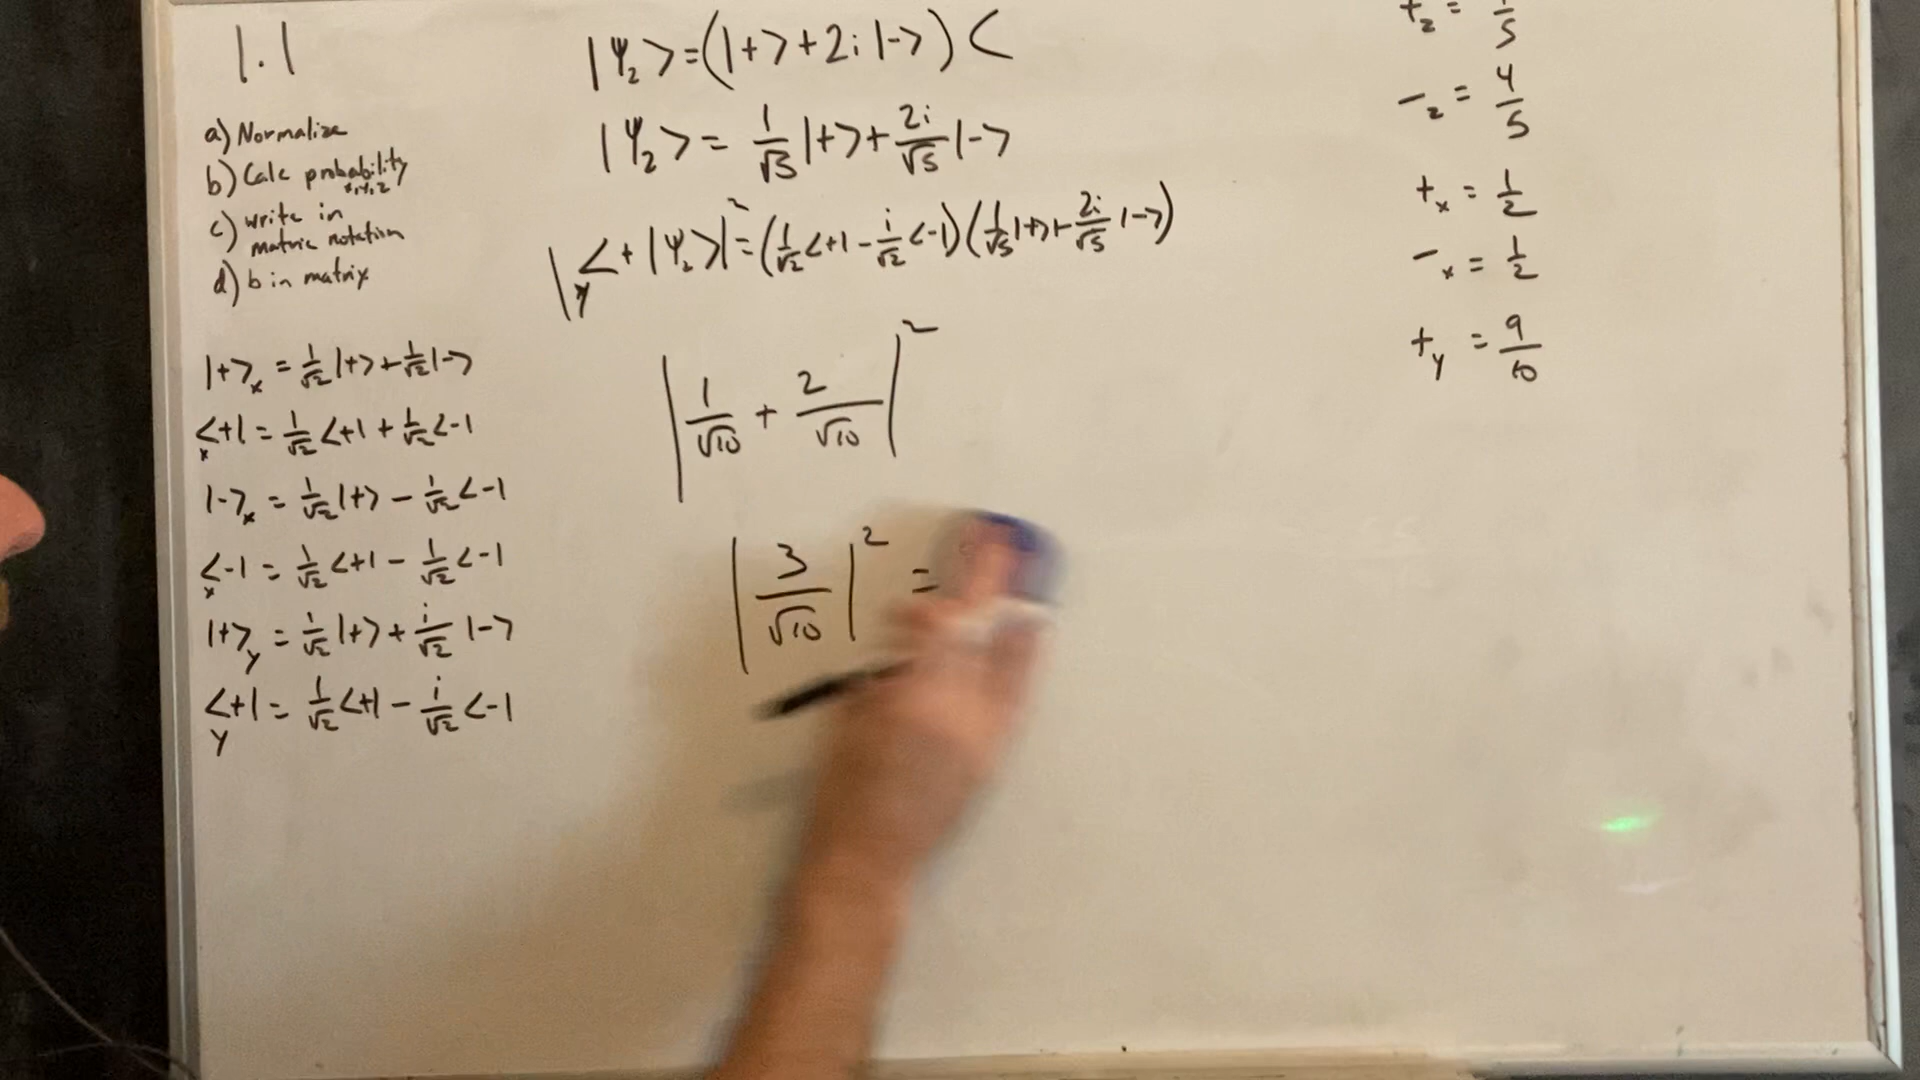 1.1
a) Normalize
b) Calc probability
x,y,z
c) write in
matrix notation
d) b in matrix
|+>ₓ = 1/√2 |+> + 1/√2 |->
ₓ<+| = 1/√2 <+| + 1/√2 <-|
|->ₓ = 1/√2 |+> - 1/√2 <-|
ₓ<-| = 1/√2 <+| - 1/√2 <-|
|+>y = 1/√2 |+> + i/√2 |->
y<+| = 1/√2 <+| - i/√2 <-|
|Ψ₂> = (|+> + 2i |->) C
|Ψ₂> = 1/√5 |+> + 2i/√5 |->
|y<+|Ψ₂>|² = (1/√2 <+| - i/√2 <-|)(1/√5 |+> + 2i/√5 |->)
|1/√10 + 2/√10|²
|3/√10|² =
+z = 1/5
-z = 4/5
+x = 1/2
-x = 1/2
+y = 9/10